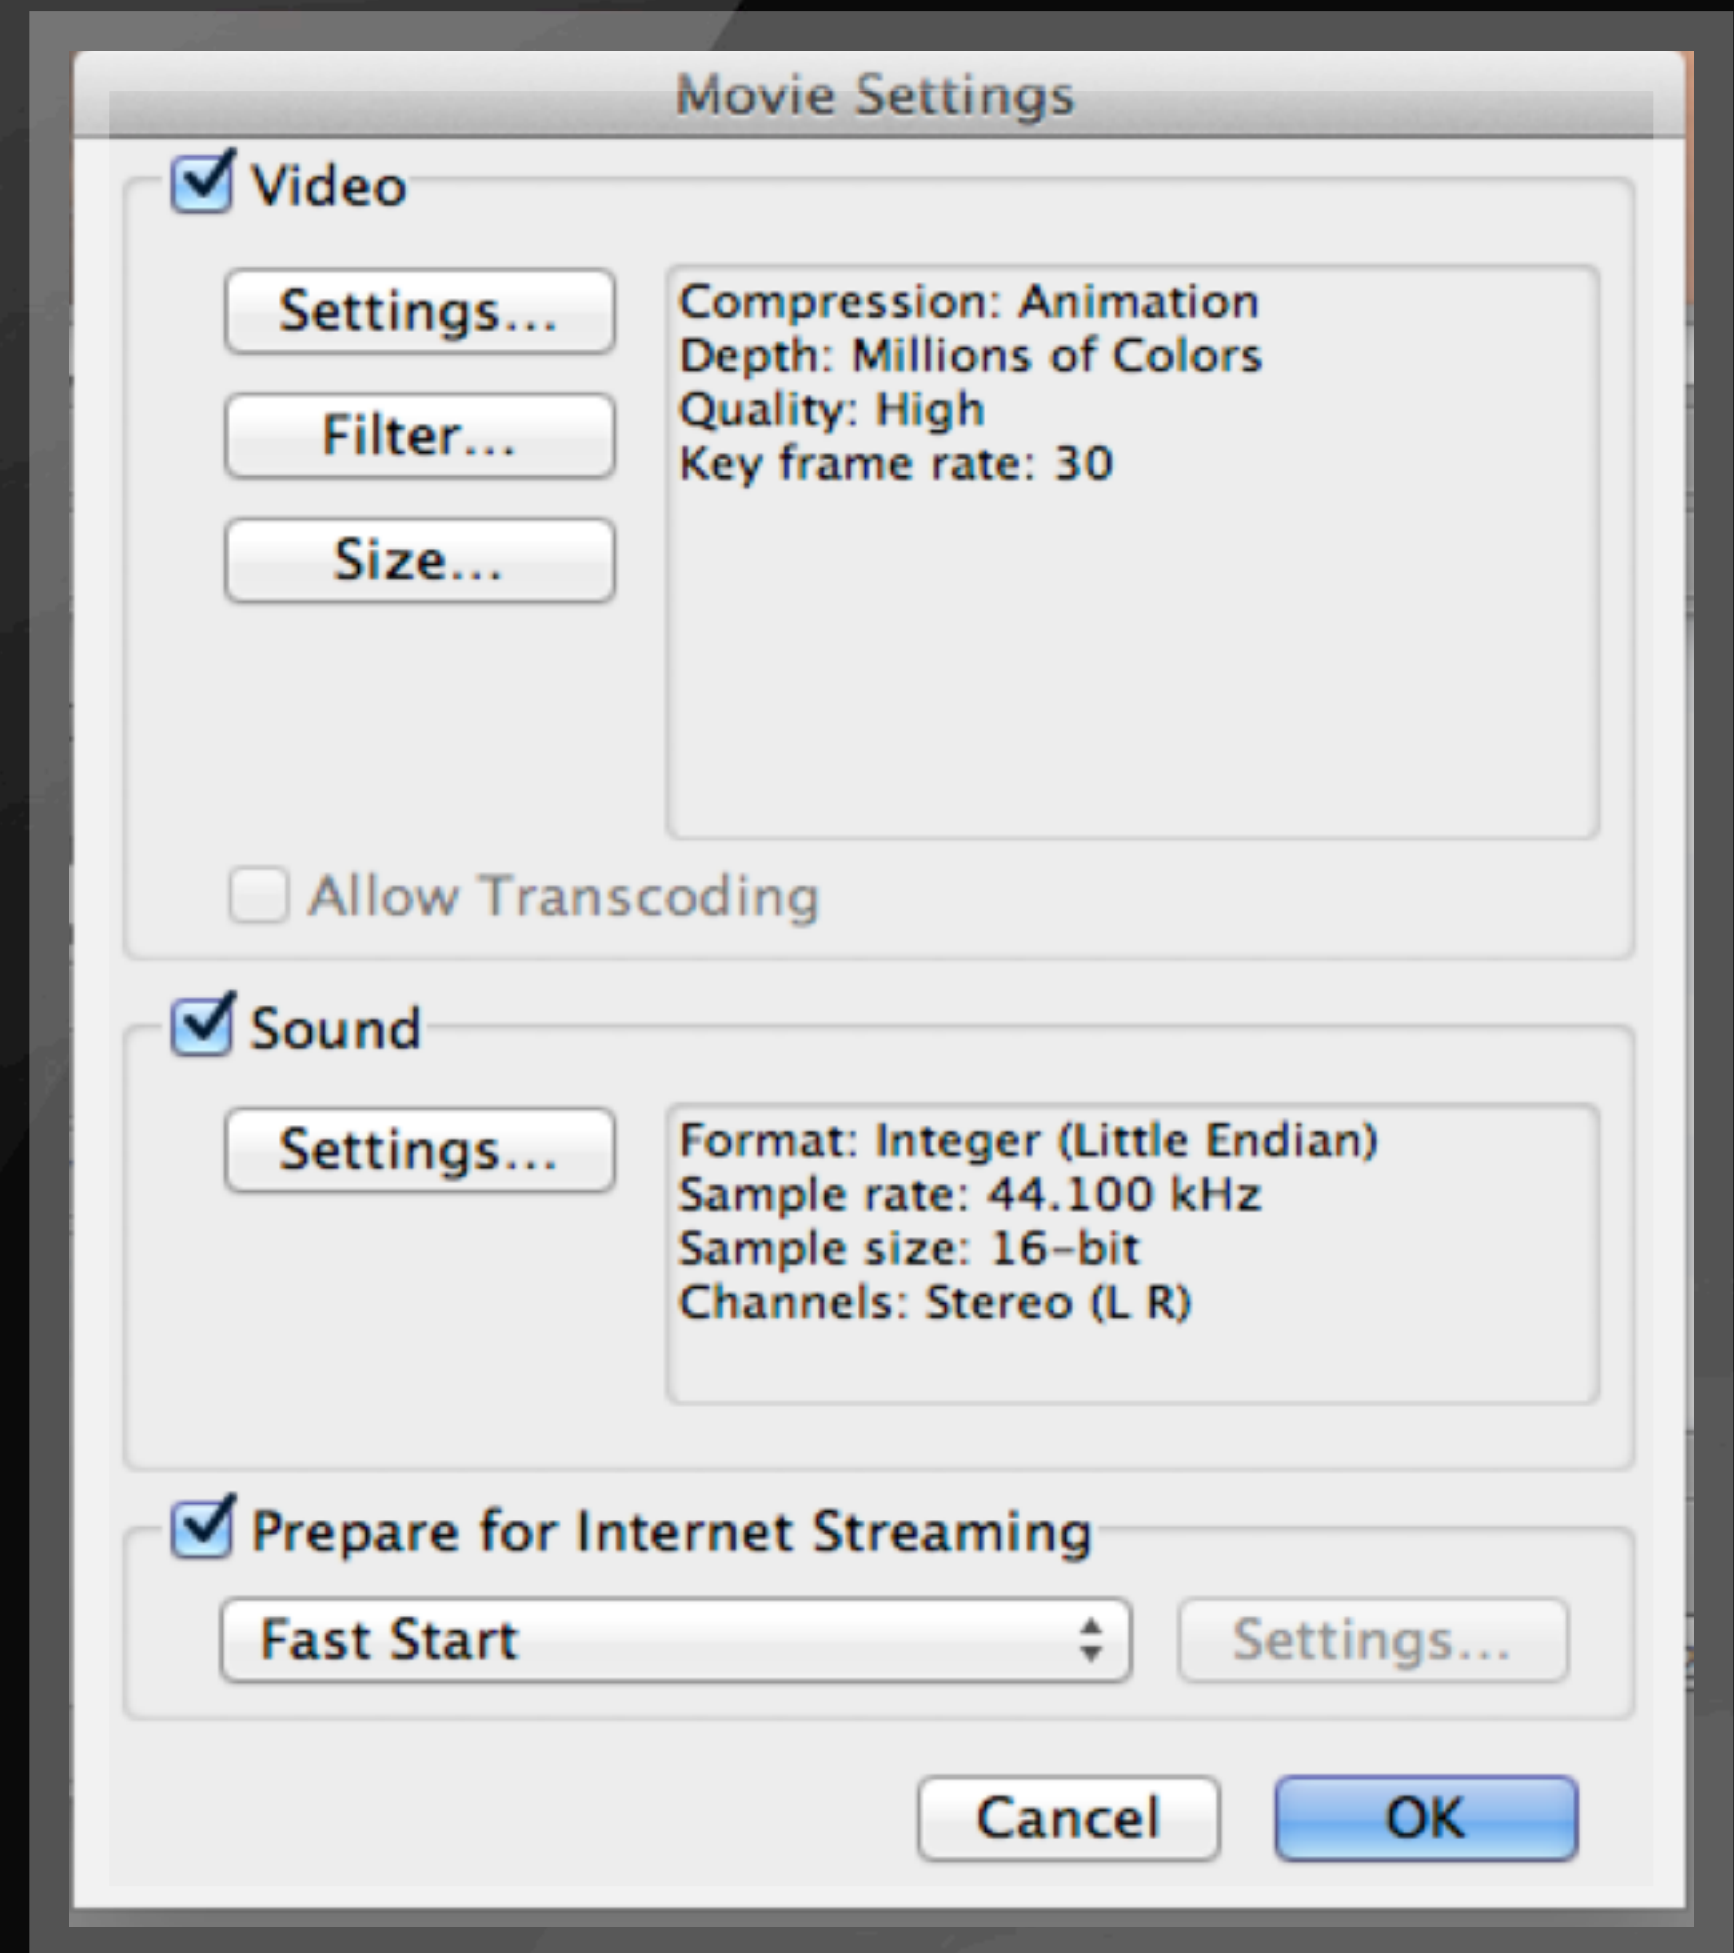 Movie Settings
Video
Settings...
Filter...
Size...
Compression: Animation
Depth: Millions of Colors
Quality: High
Key frame rate: 30
Allow Transcoding
Sound
Settings...
Format: Integer (Little Endian)
Sample rate: 44.100 kHz
Sample size: 16-bit
Channels: Stereo (L R)
Prepare for Internet Streaming
Fast Start
Settings...
Cancel
OK